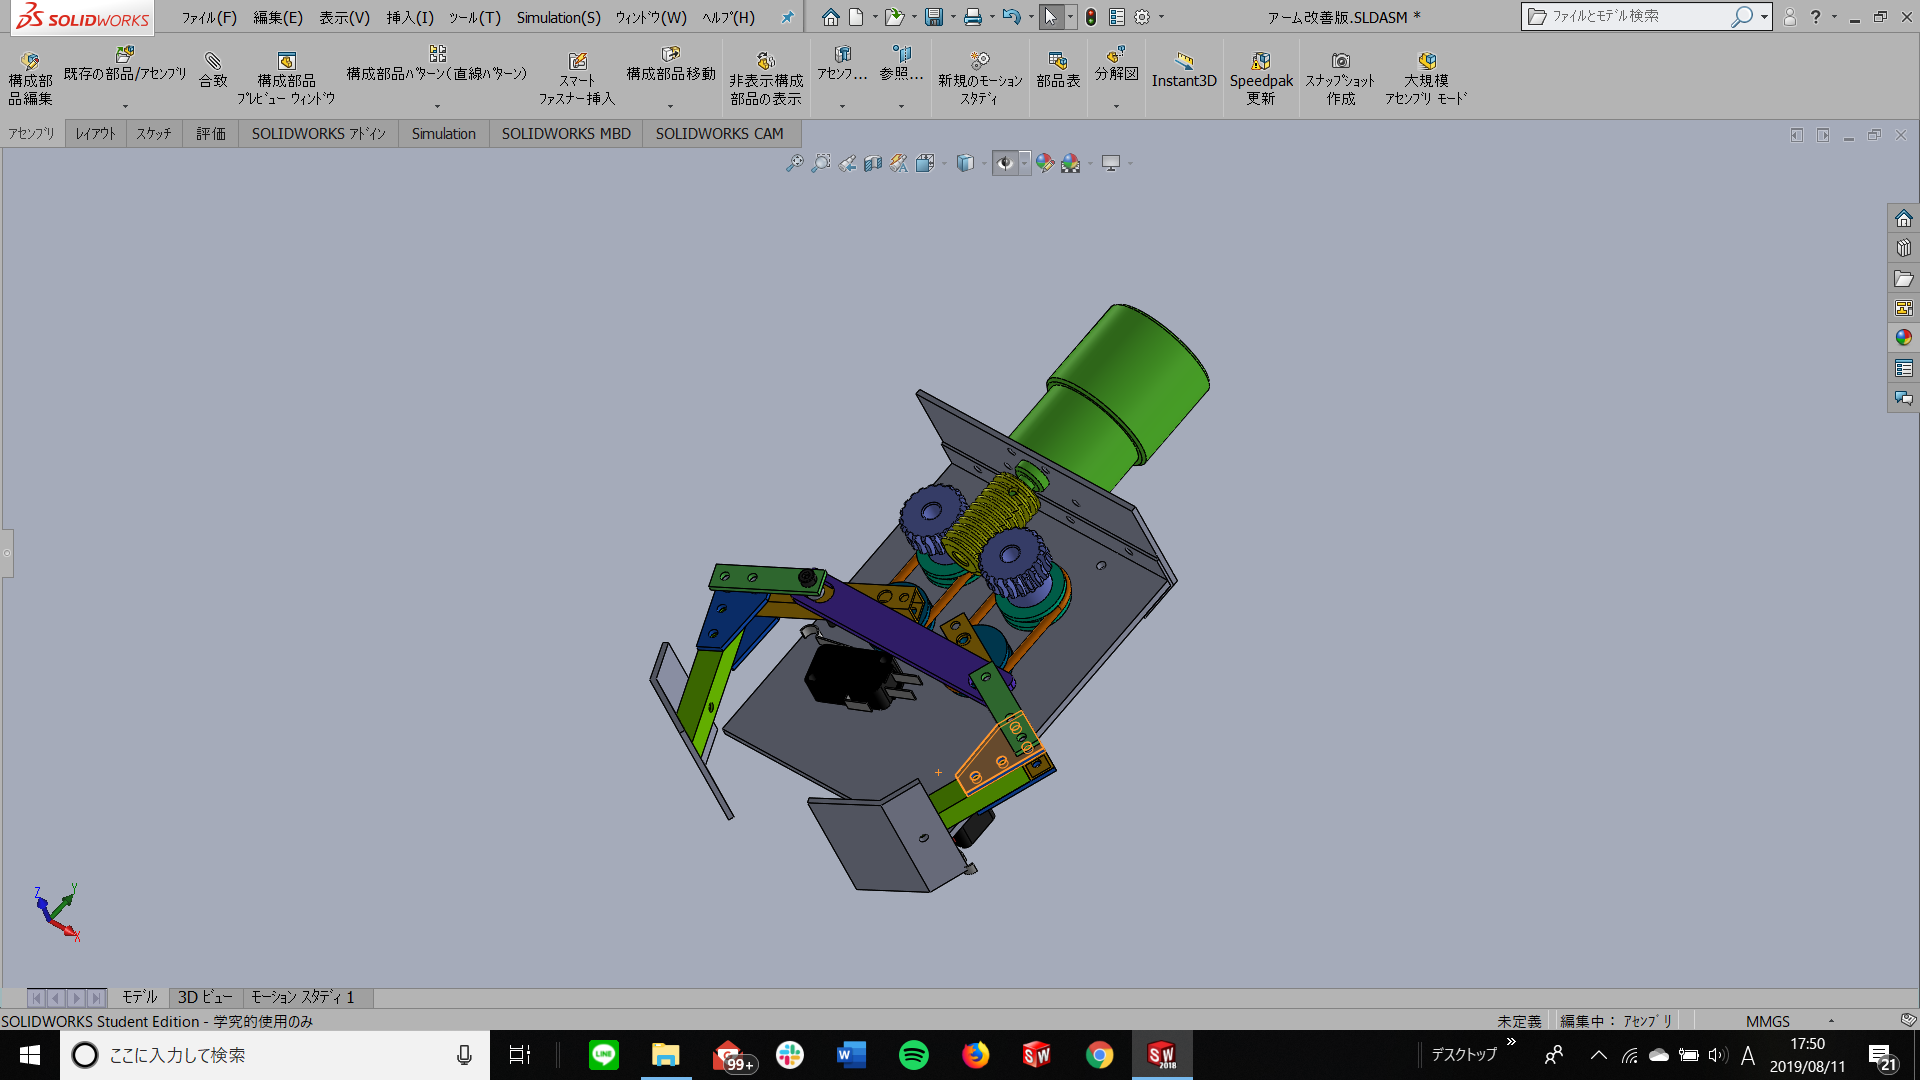 SOLIDWORKS
ファイル(F) 編集(E) 表示(V) 挿入(I) ツール(T) Simulation(S) ウィンドウ(W) ヘルプ(H)
アーム改善版.SLDASM *
ファイルとモデル検索
構成部品編集
既存の部品/アセンブリ
合致
構成部品
プレビュー ウィンドウ
構成部品パターン(直線パターン)
スマート
ファスナー挿入
構成部品移動
非表示構成
部品の表示
アセンブ...
参照...
新規のモーション
スタディ
部品表
分解図
Instant3D
Speedpak
更新
スナップショット
作成
大規模
アセンブリ モード
アセンブリ レイアウト スケッチ 評価 SOLIDWORKS アドイン Simulation SOLIDWORKS MBD SOLIDWORKS CAM
Z Y X
モデル 3D ビュー モーション スタディ 1
SOLIDWORKS Student Edition - 学究的使用のみ
未定義 編集中: アセンブリ MMGS
ここに入力して検索
LINE
99+
W
SW
SW
2018
デスクトップ
A
17:50
2019/08/11
21